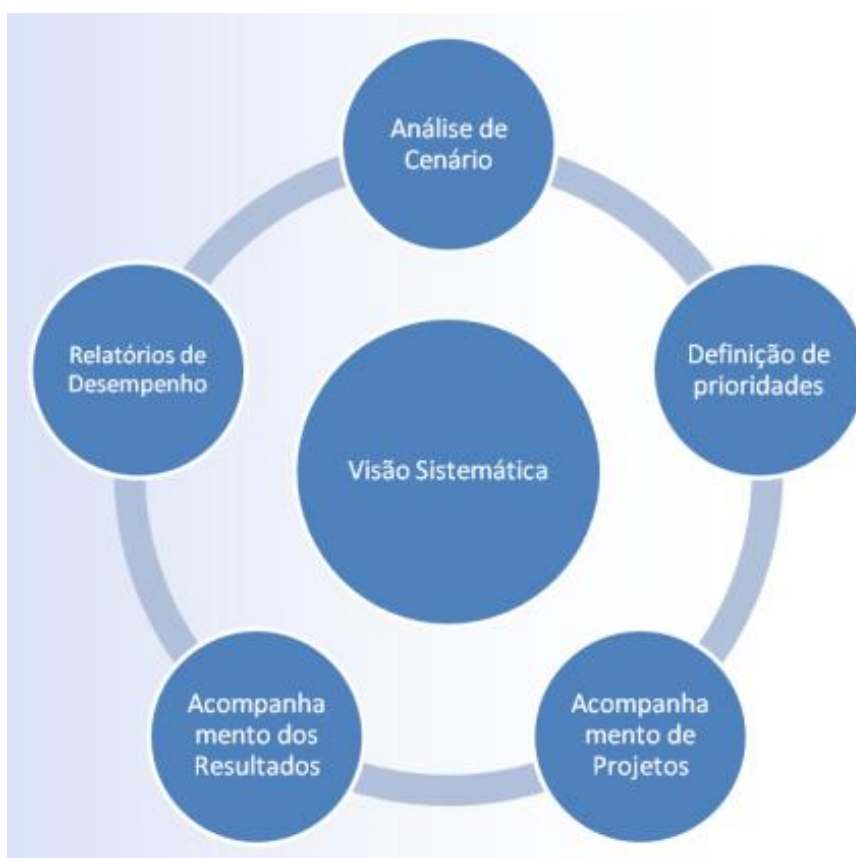 Análise de
Cenário
Definição de
prioridades
Acompanha
mento de
Projetos
Acompanha
mento dos
Resultados
Relatórios de
Desempenho
Visão Sistemática